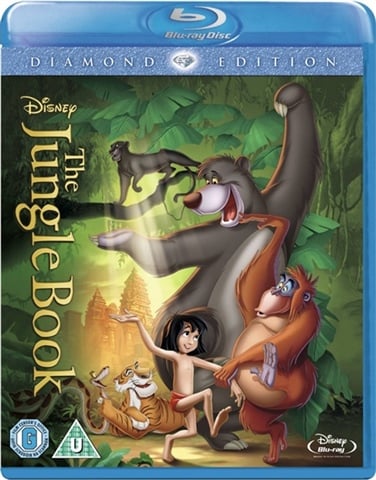 Blu-ray Disc
DIAMOND EDITION
Disney
The
Jungle Book
U
U
Disney
Blu-ray